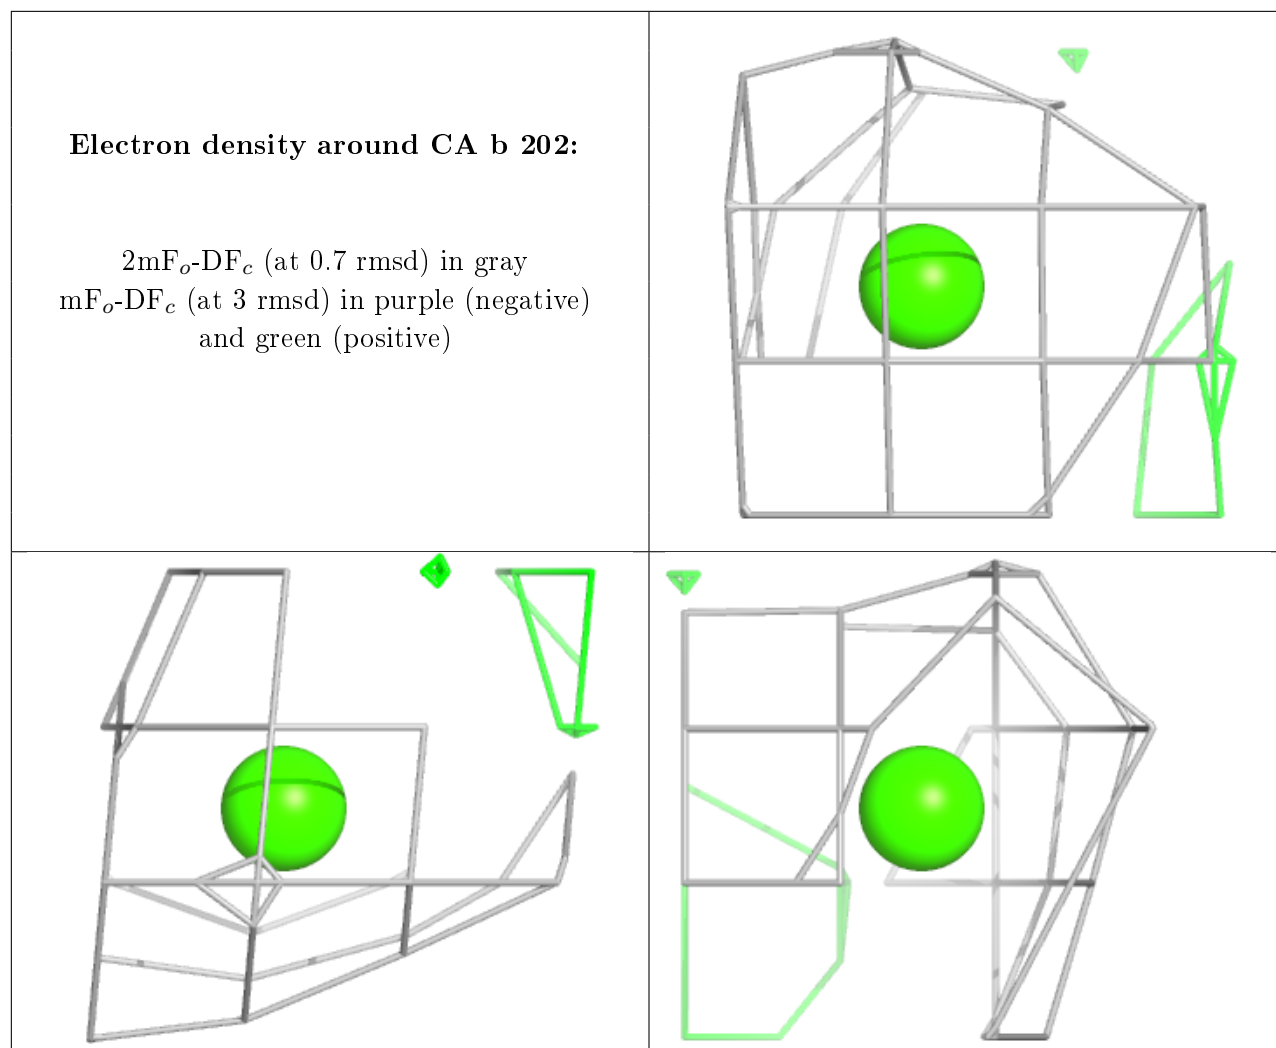 Electron density around CA b 202:
2mFo-DFc (at 0.7 rmsd) in gray
mFo-DFc (at 3 rmsd) in purple (negative)
and green (positive)